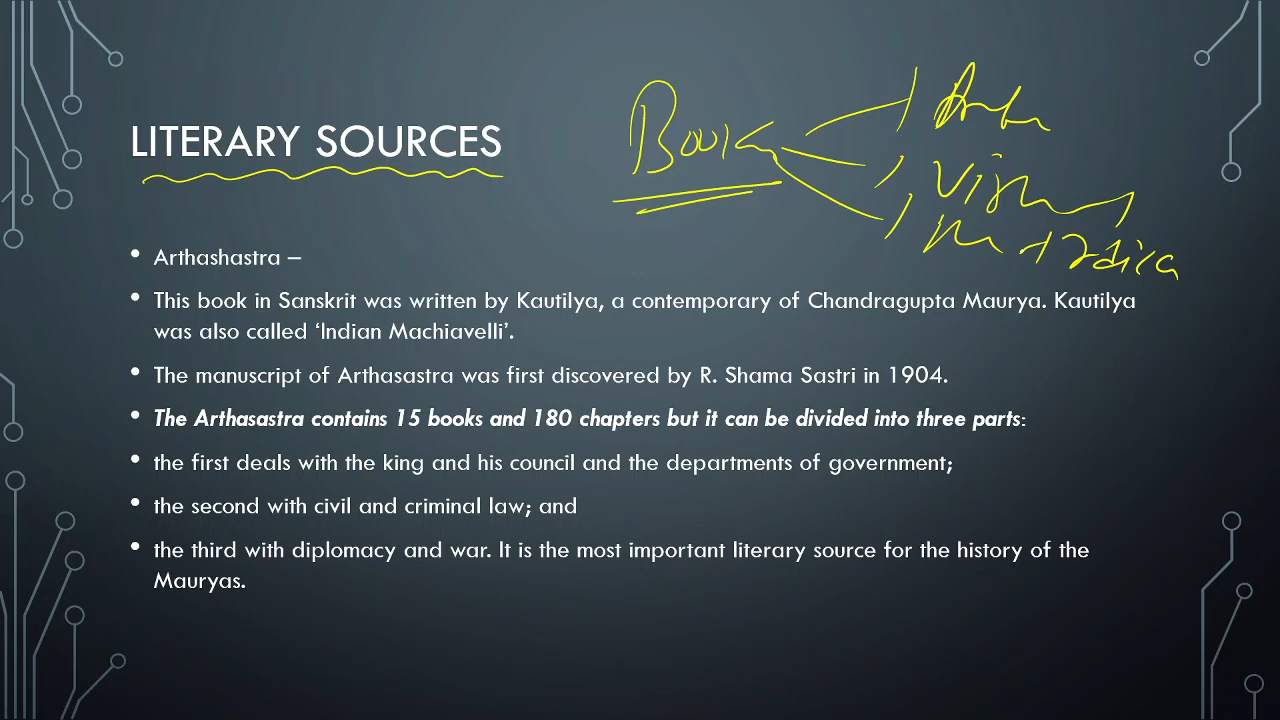 LITERARY SOURCES
Book
• Arthashastra –
• This book in Sanskrit was written by Kautilya, a contemporary of Chandragupta Maurya. Kautilya
was also called ‘Indian Machiavelli’.
• The manuscript of Arthasastra was first discovered by R. Shama Sastri in 1904.
• The Arthasastra contains 15 books and 180 chapters but it can be divided into three parts:
• the first deals with the king and his council and the departments of government;
• the second with civil and criminal law; and
• the third with diplomacy and war. It is the most important literary source for the history of the
Mauryas.